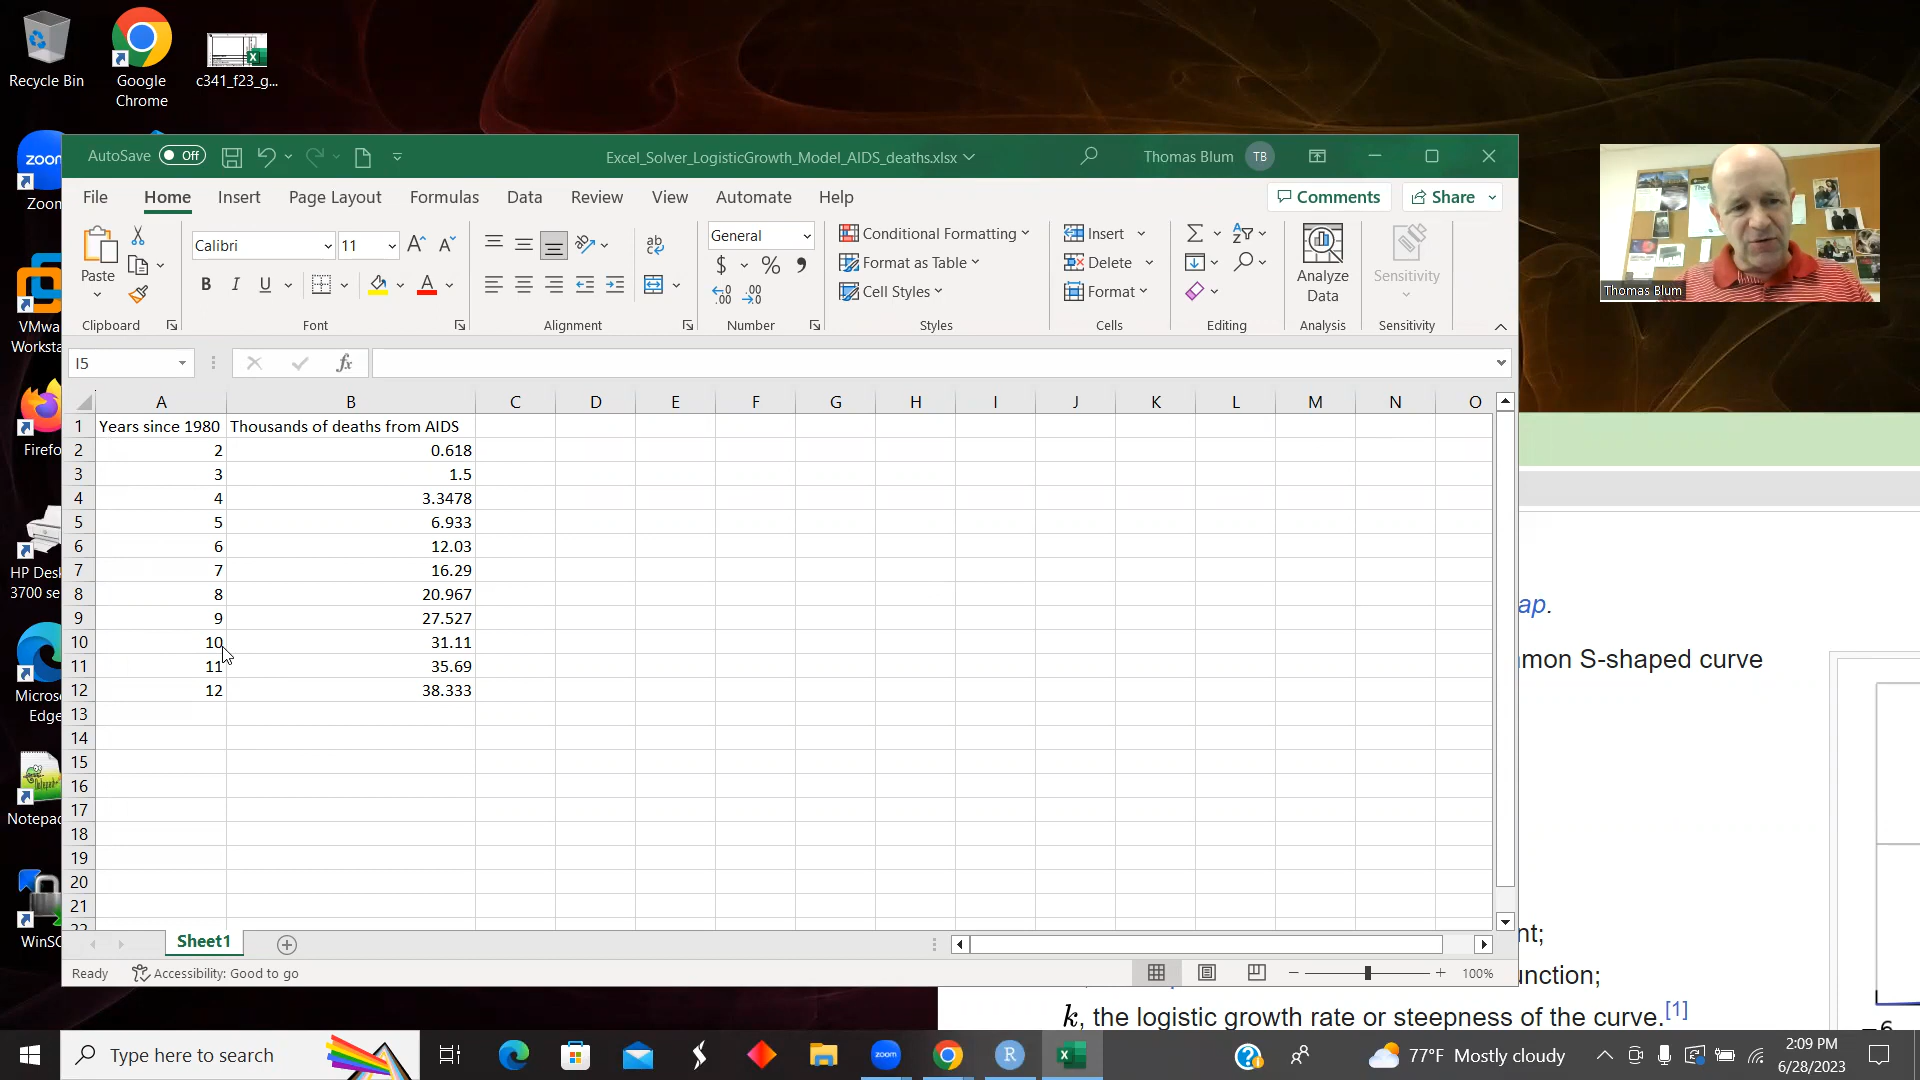 Recycle Bin
Google
Chrome
c341_f23_g...
zoom
Zoom
VMwa
Worksta
Firefo
HP Desk
3700 se
Micros
Edge
Notepad
WinSC
AutoSave Off
Excel_Solver_LogisticGrowth_Model_AIDS_deaths.xlsx
Thomas Blum TB
File Home Insert Page Layout Formulas Data Review View Automate Help
Comments Share
Paste
Calibri 11
B I U
General
$ % ,
Conditional Formatting
Format as Table
Cell Styles
Insert
Delete
Format
Analyze
Data
Sensitivity
Clipboard Font Alignment Number Styles Cells Editing Analysis Sensitivity
I5 fx
A B C D E F G H I J K L M N O
1 Years since 1980 Thousands of deaths from AIDS
2 2 0.618
3 3 1.5
4 4 3.3478
5 5 6.933
6 6 12.03
7 7 16.29
8 8 20.967
9 9 27.527
10 10 31.11
11 11 35.69
12 12 38.333
13
14
15
16
17
18
19
20
21
22
Sheet1
Ready Accessibility: Good to go 100%
Thomas Blum
ap.
mon S-shaped curve
nt;
unction;
k, the logistic growth rate or steepness of the curve.[1]
−6
Type here to search
zoom
R
77°F Mostly cloudy
2:09 PM
6/28/2023